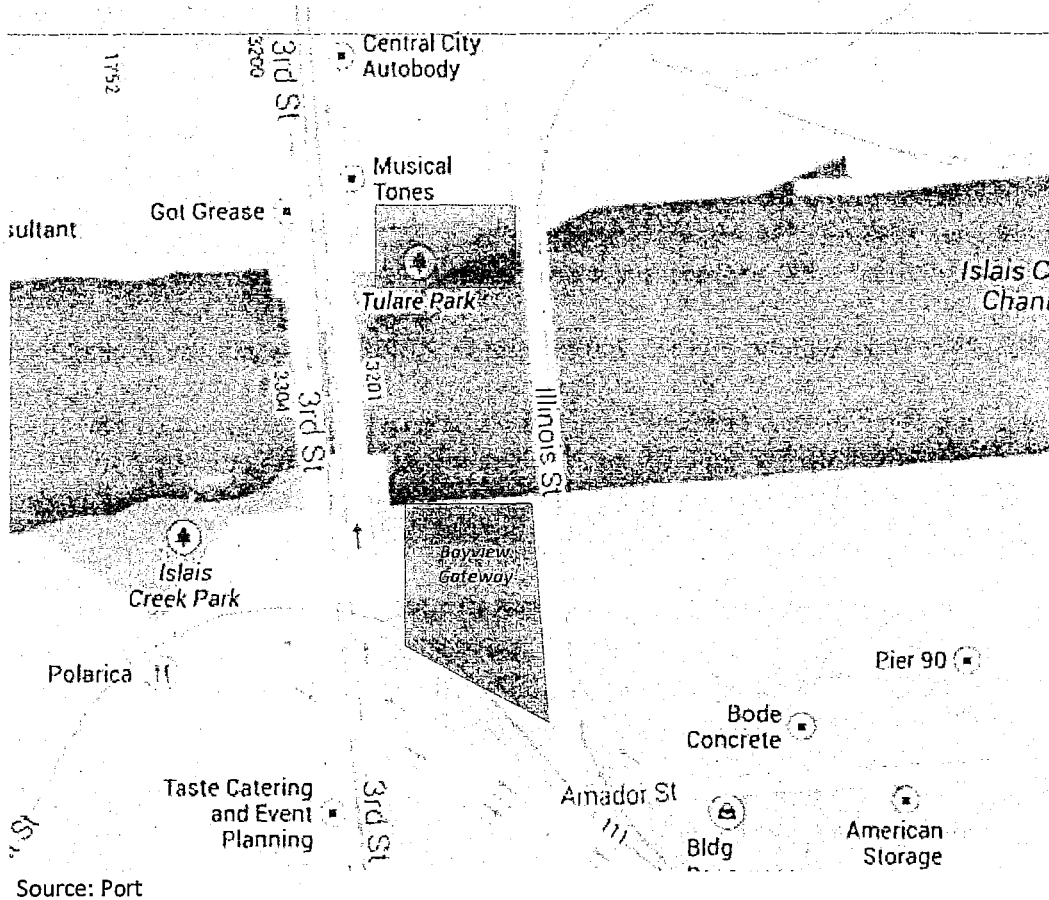 Central City
Autobody
3rd St
3200
1752
Musical
Tones
Got Grease
sultant
Tulare Park
Islais C
Chan
3201
3304
3rd St
Illinois St
Bayview
Gateway
Islais
Creek Park
Polarica
Pier 90
Bode
Concrete
Taste Catering
and Event
Planning
3rd St
Amador St
Bldg
American
Storage
Source: Port